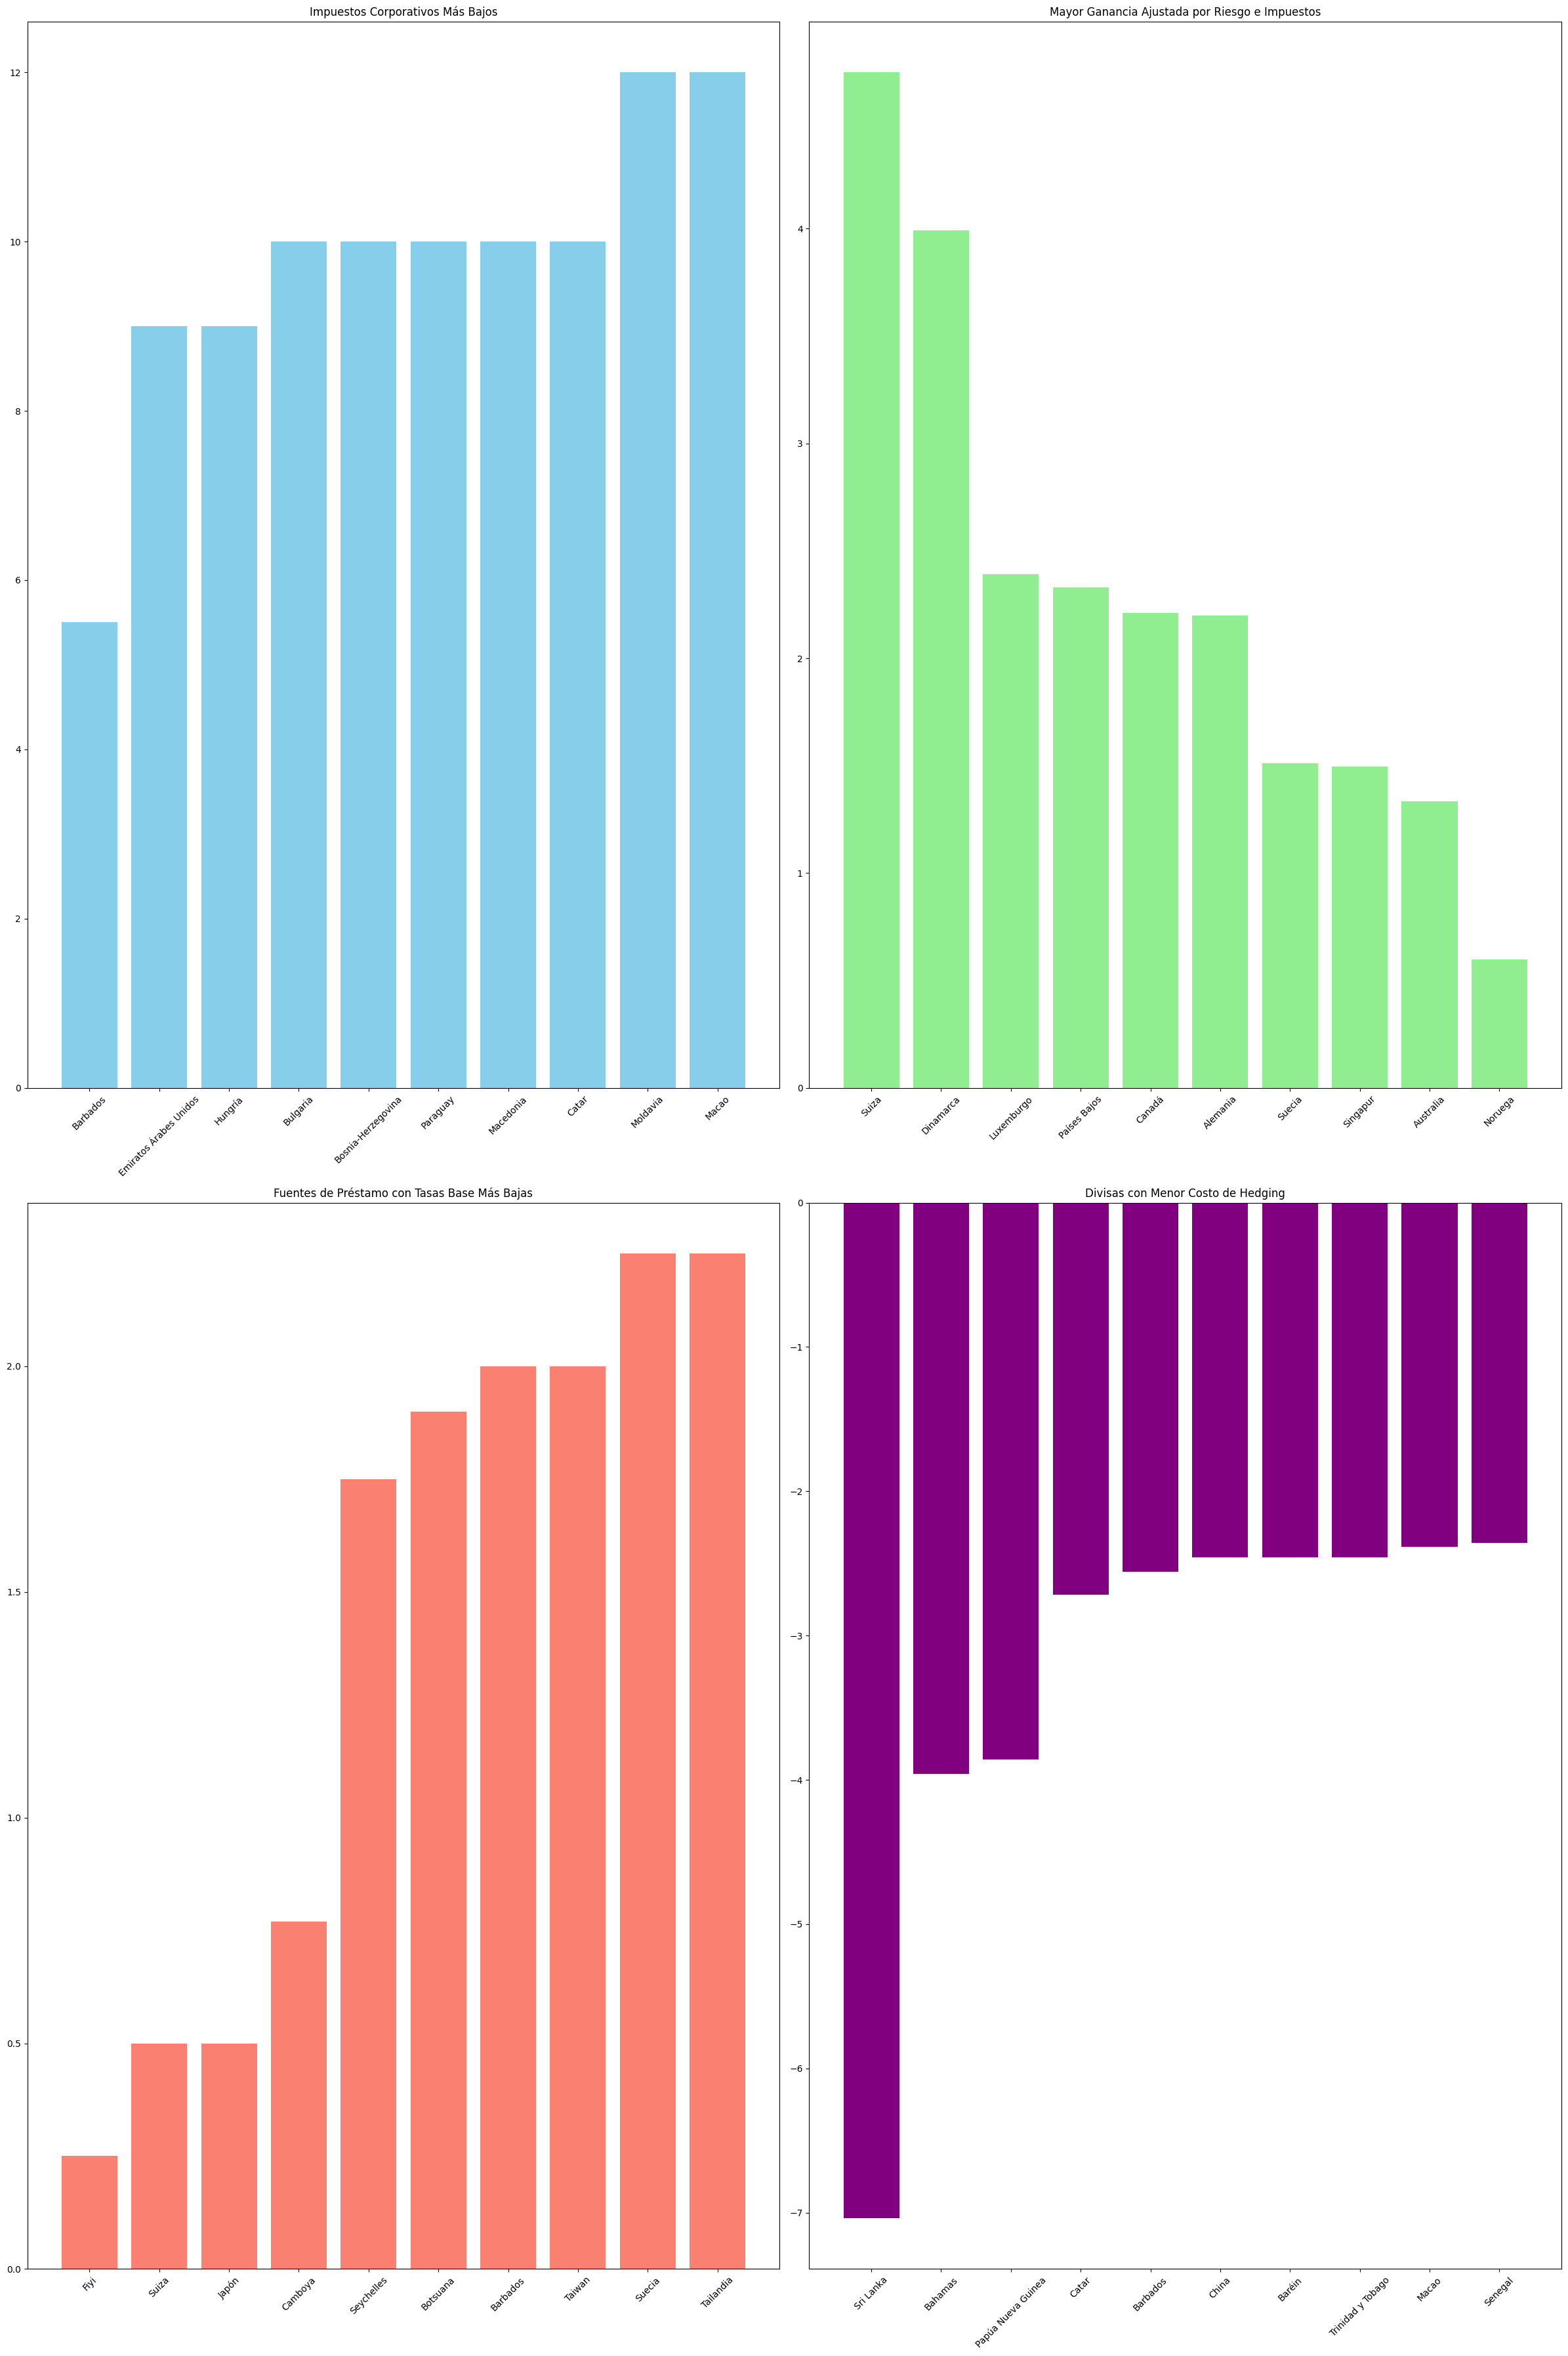 Impuestos Corporativos Más Bajos
12
10
8
6
4
2
0
Barbados
Emiratos Árabes Unidos
Hungría
Bulgaria
Bosnia-Herzegovina
Paraguay
Macedonia
Catar
Moldavia
Macao
Mayor Ganancia Ajustada por Riesgo e Impuestos
4
3
2
1
0
Suiza
Dinamarca
Luxemburgo
Países Bajos
Canadá
Alemania
Suecia
Singapur
Australia
Noruega
Fuentes de Préstamo con Tasas Base Más Bajas
2.0
1.5
1.0
0.5
0.0
Fiyi
Suiza
Japón
Camboya
Seychelles
Botsuana
Barbados
Taiwan
Suecia
Tailandia
Divisas con Menor Costo de Hedging
0
−1
−2
−3
−4
−5
−6
−7
Sri Lanka
Bahamas
Papúa Nueva Guinea
Catar
Barbados
China
Baréin
Trinidad y Tobago
Macao
Senegal